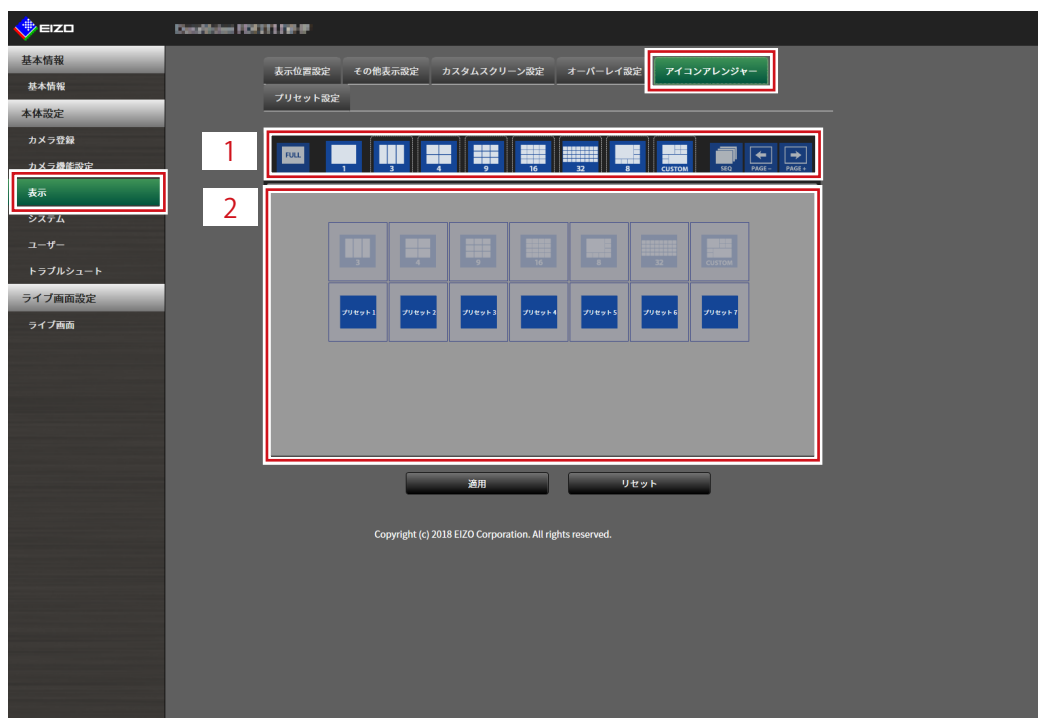 EIZO
基本情報
基本情報
本体設定
カメラ登録
カメラ機能設定
表示
システム
ユーザー
トラブルシュート
ライブ画面設定
ライブ画面
表示位置設定 その他表示設定 カスタムスクリーン設定 オーバーレイ設定 アイコンアレンジャー
プリセット設定
1
FULL 1 3 4 9 16 32 8 CUSTOM SEQ PAGE- PAGE+
2
3 4 9 16 8 32 CUSTOM
プリセット1 プリセット2 プリセット3 プリセット4 プリセット5 プリセット6 プリセット7
適用 リセット
Copyright (c) 2018 EIZO Corporation. All rights reserved.